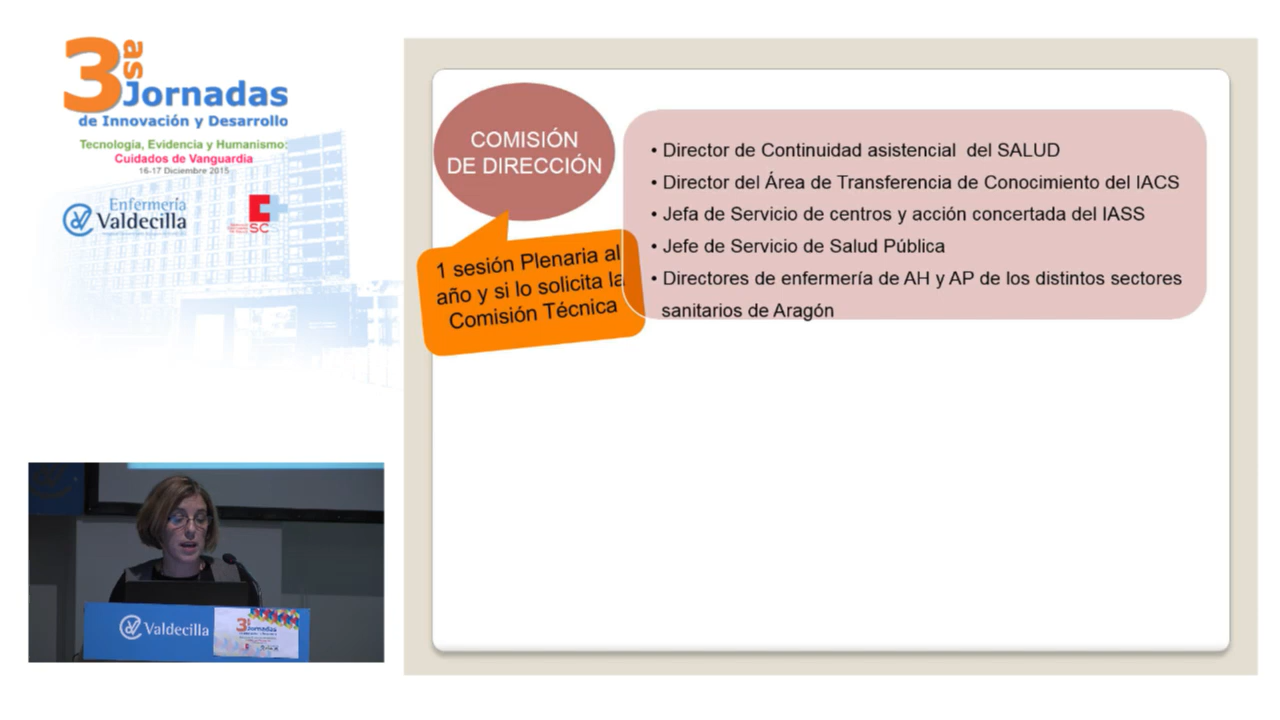 3as
Jornadas
de Innovación y Desarrollo
Tecnología, Evidencia y Humanismo:
Cuidados de Vanguardia
16-17 Diciembre 2015
Enfermería
Valdecilla
SC
COMISIÓN
DE DIRECCIÓN
1 sesión Plenaria al
año y si lo solicita la
Comisión Técnica
• Director de Continuidad asistencial del SALUD
• Director del Área de Transferencia de Conocimiento del IACS
• Jefa de Servicio de centros y acción concertada del IASS
• Jefe de Servicio de Salud Pública
• Directores de enfermería de AH y AP de los distintos sectores
sanitarios de Aragón
Valdecilla
3as
Jornadas